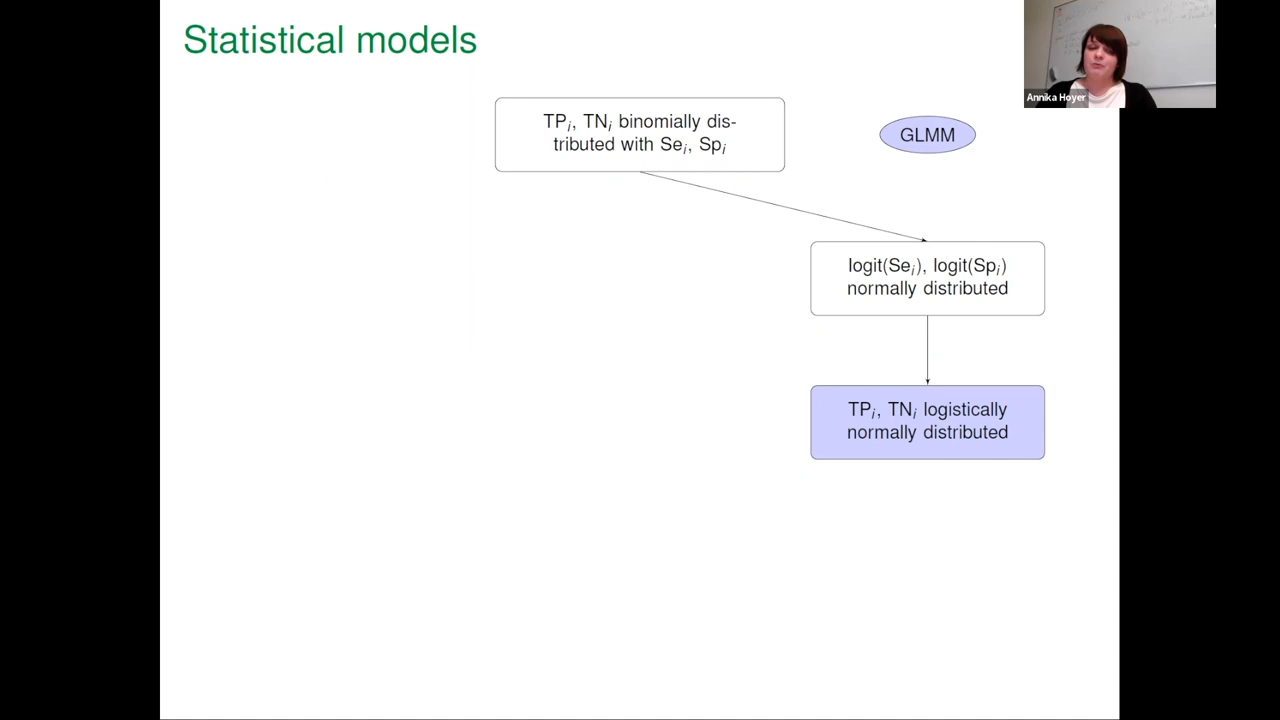 Statistical models
Annika Hoyer
TPᵢ, TNᵢ binomially dis-
tributed with Seᵢ, Spᵢ
GLMM
logit(Seᵢ), logit(Spᵢ)
normally distributed
TPᵢ, TNᵢ logistically
normally distributed